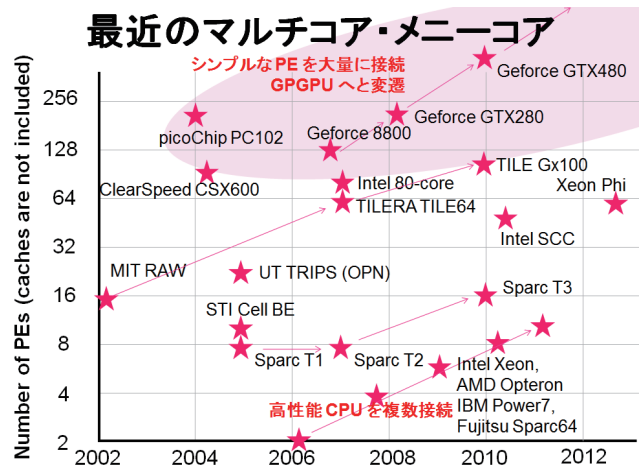 最近のマルチコア・メニーコア
シンプルなPEを大量に接続
GPGPUへと変遷
Geforce GTX480
256
picoChip PC102
Geforce 8800
Geforce GTX280
128
ClearSpeed CSX600
Intel 80-core
TILE Gx100
Xeon Phi
64
TILERA TILE64
Intel SCC
32
MIT RAW
UT TRIPS (OPN)
16
STI Cell BE
Sparc T3
8
Sparc T1
Sparc T2
Intel Xeon,
AMD Opteron
IBM Power7,
Fujitsu Sparc64
4
高性能CPUを複数接続
2
2002 2004 2006 2008 2010 2012
Number of PEs (caches are not included)